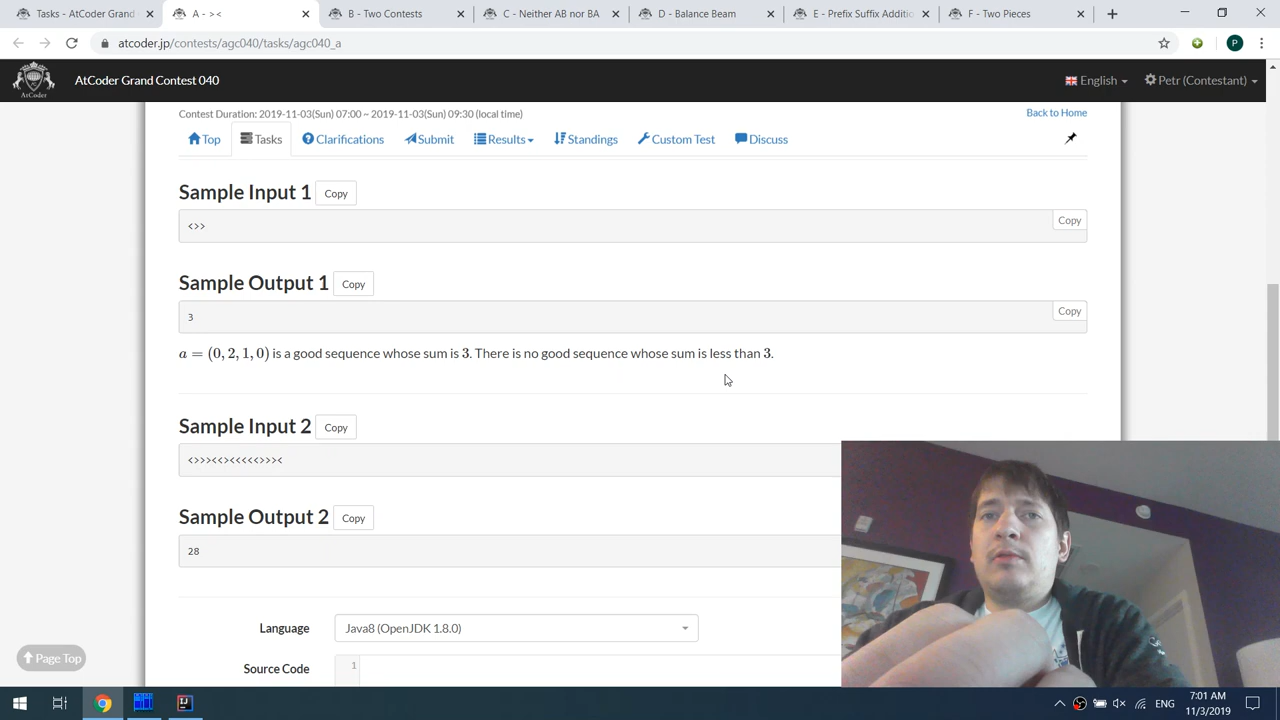 Tasks - AtCoder Grand
A - ><
B - Two Contests
C - Neither AB nor BA
D - Balance Beam
E - Prefix Suffix Additio
F - Two Pieces
atcoder.jp/contests/agc040/tasks/agc040_a
P
AtCoder Grand Contest 040
English
Petr (Contestant)
Contest Duration: 2019-11-03(Sun) 07:00 ~ 2019-11-03(Sun) 09:30 (local time)
Back to Home
Top
Tasks
Clarifications
Submit
Results
Standings
Custom Test
Discuss
Sample Input 1
Copy
<>>
Copy
Sample Output 1
Copy
3
Copy
a = (0, 2, 1, 0) is a good sequence whose sum is 3. There is no good sequence whose sum is less than 3.
Sample Input 2
Copy
<>>><<><<<<<>>><
Sample Output 2
Copy
28
Language
Java8 (OpenJDK 1.8.0)
Source Code
1
Page Top
ENG
7:01 AM
11/3/2019